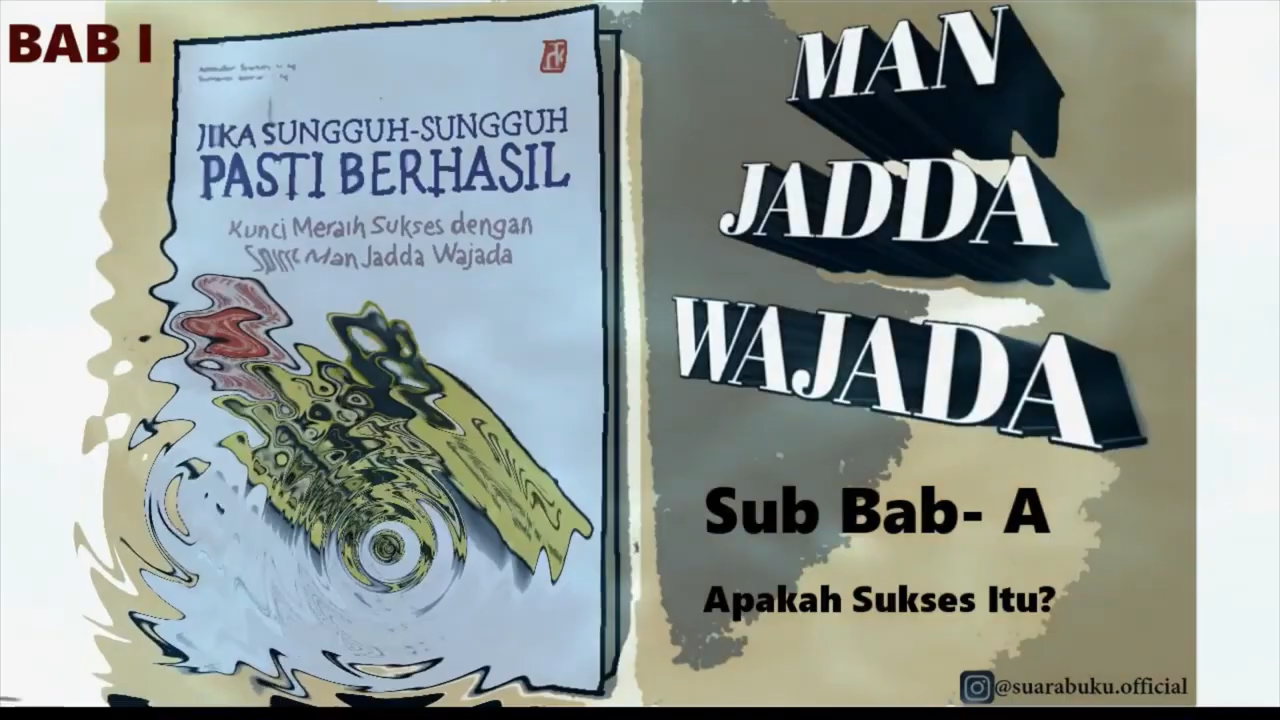 BAB I
JIKA SUNGGUH-SUNGGUH
PASTI BERHASIL
Kunci Meraih Sukses dengan
Man Jadda Wajada
MAN
JADDA
WAJADA
Sub Bab- A
Apakah Sukses Itu?
@suarabuku.official